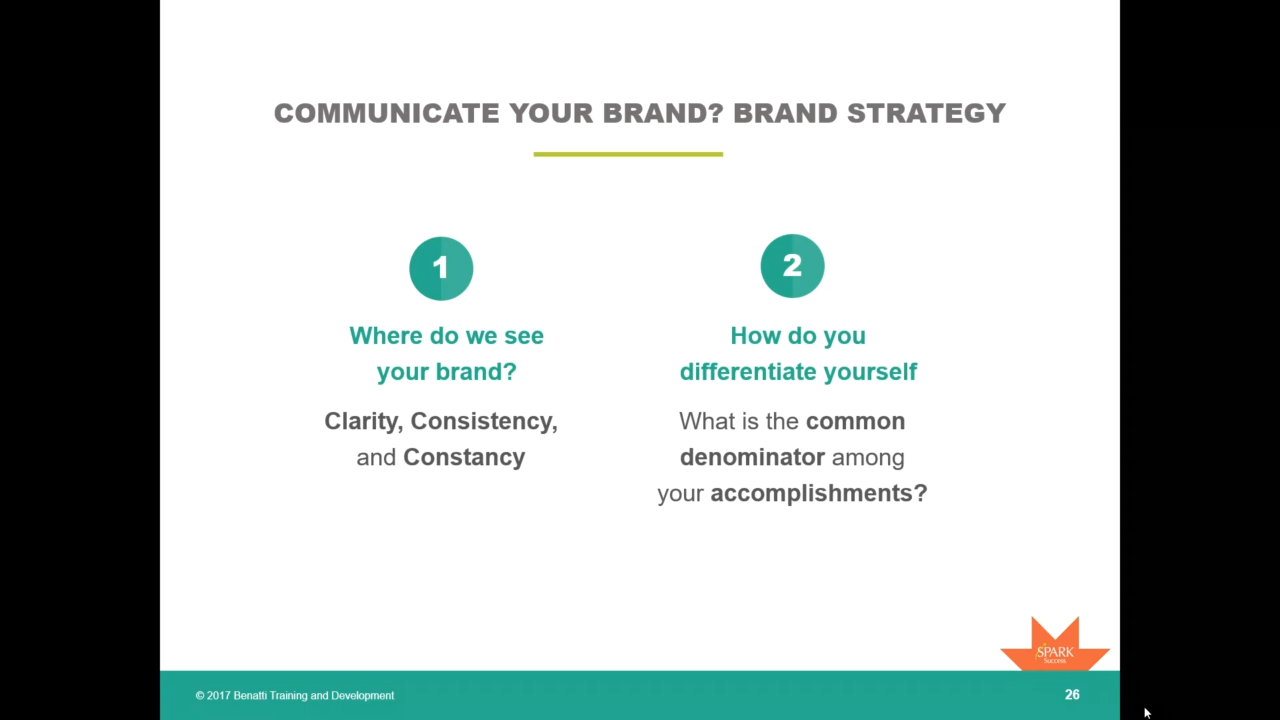 COMMUNICATE YOUR BRAND? BRAND STRATEGY
1
Where do we see
your brand?
Clarity, Consistency,
and Constancy
2
How do you
differentiate yourself
What is the common
denominator among
your accomplishments?
SPARK
Success
© 2017 Benatti Training and Development
26